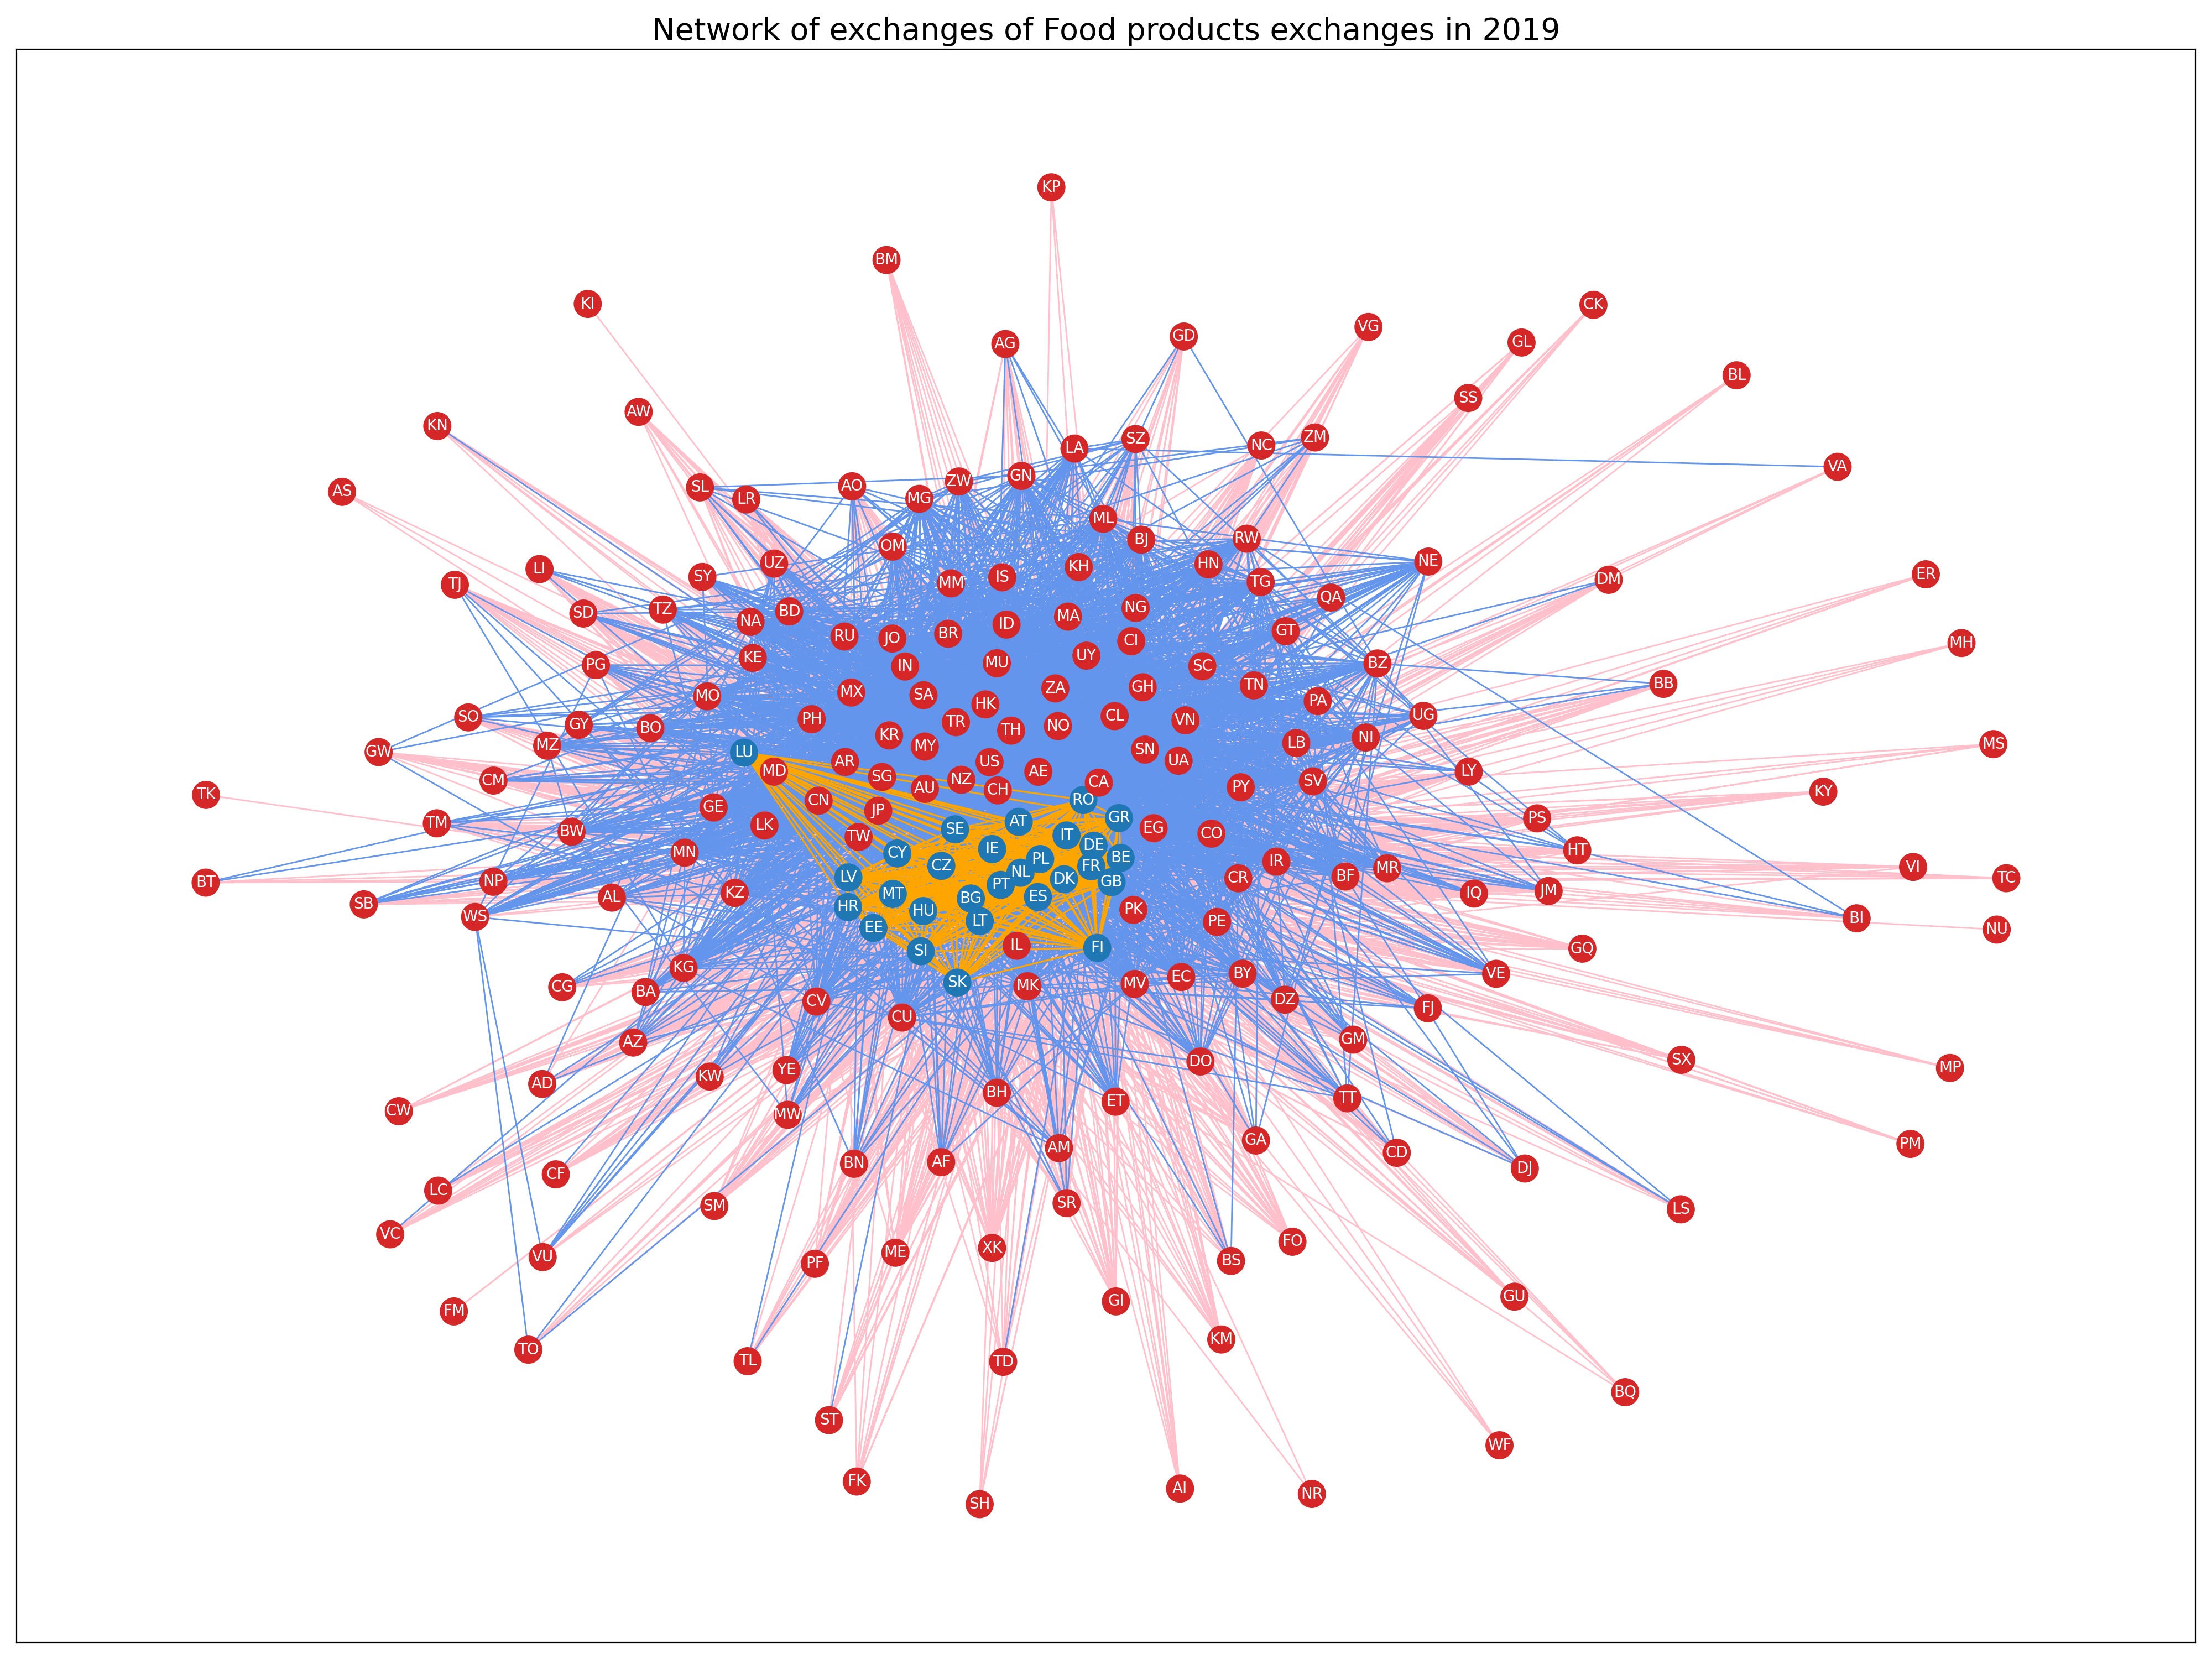 Network of exchanges of Food products exchanges in 2019
KP
BM
KI
CK
VG
GD
GL
AG
BL
SS
AW
KN
ZM
SZ
NC
LA
VA
GN
ZW
AO
SL
AS
MG
LR
ML
RW
BJ
OM
NE
UZ
HN
KH
LI
ER
SY
IS
DM
TG
MM
TJ
QA
NG
TZ
BD
SD
MA
NA
ID
GT
BR
RU
JO
CI
MH
UY
KE
MU
BZ
PG
IN
SC
BB
TN
GH
ZA
MX
SA
MO
PA
HK
CL
UG
SO
PH
VN
TR
GY
NO
BO
TH
KR
NI
LB
MS
MZ
MY
SN
GW
LU
UA
US
AR
MD
AE
LY
SG
NZ
CM
SV
CA
PY
AU
CH
KY
TK
RO
CN
GE
JP
GR
PS
AT
TM
LK
EG
SE
BW
CO
IT
TW
DE
IE
HT
CY
MN
BE
PL
IR
CZ
FR
VI
MR
NL
BF
LV
CR
DK
TC
NP
GB
BT
PT
JM
KZ
MT
IQ
ES
AL
BG
SB
HR
HU
PK
WS
BI
LT
PE
EE
NU
IL
FI
GQ
SI
KG
BY
VE
EC
SK
MV
MK
CG
BA
DZ
CV
FJ
CU
GM
AZ
SX
DO
MP
YE
KW
AD
BH
TT
ET
CW
MW
GA
PM
AM
CD
AF
BN
DJ
CF
LC
SR
SM
LS
VC
FO
XK
ME
VU
BS
PF
GU
GI
FM
KM
TO
TL
TD
BQ
ST
WF
FK
AI
NR
SH